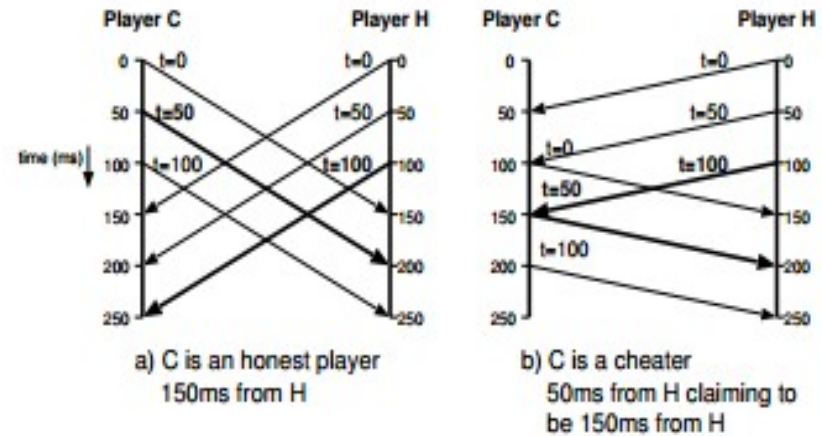 Player C Player H Player C Player H
0 t=0 t=0 0 0 t=0 0
50 t=50 t=50 50 50 t=50 50
time (ms) 100 t=100 t=100 100 100 t=0 t=100 100
150 150 150 t=50 150
200 200 200 t=100 200
250 250 250 250
a) C is an honest player
150ms from H
b) C is a cheater
50ms from H claiming to
be 150ms from H